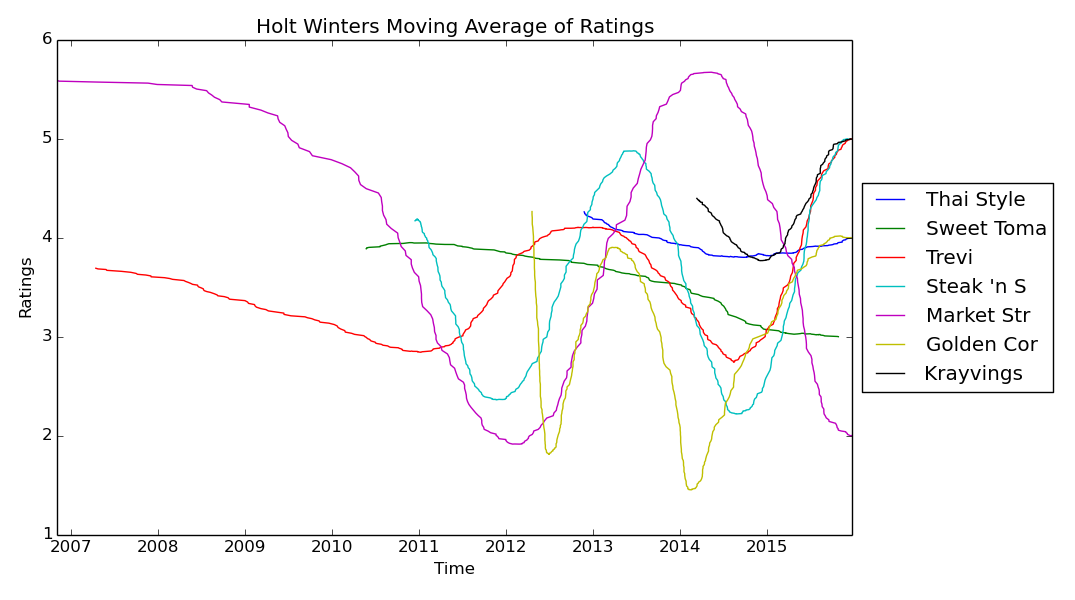 Holt Winters Moving Average of Ratings
6
5
4
3
2
1
Ratings
2007 2008 2009 2010 2011 2012 2013 2014 2015
Time
Thai Style
Sweet Toma
Trevi
Steak 'n S
Market Str
Golden Cor
Krayvings